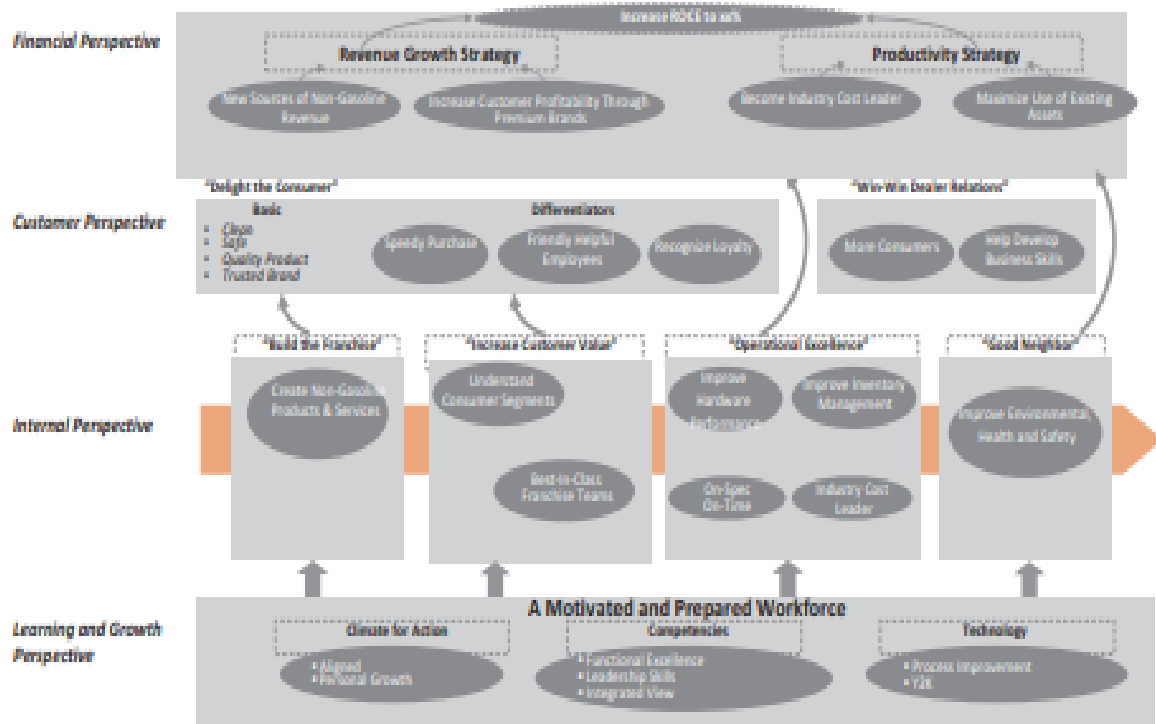 Increase ROCE to xx%
Financial Perspective
Revenue Growth Strategy
Productivity Strategy
New Sources of Non-Gasoline
Revenue
Increase Customer Profitability Through
Premium Brands
Become Industry Cost Leader
Maximize Use of Existing
Assets
"Delight the Consumer"
"Win-Win Dealer Relations"
Customer Perspective
Basic
• Clean
• Safe
• Quality Product
• Trusted Brand
Differentiators
Speedy Purchase
Friendly Helpful
Employees
Recognize Loyalty
More Consumers
Help Develop
Business Skills
"Build the Franchise"
"Increase Customer Value"
"Operational Excellence"
"Good Neighbor"
Internal Perspective
Create Non-Gasoline
Products & Services
Understand
Consumer Segments
Best-in-Class
Franchise Teams
Improve
Hardware
Performance
Improve Inventory
Management
On-Spec
On-Time
Industry Cost
Leader
Improve Environmental,
Health and Safety
Learning and Growth
Perspective
A Motivated and Prepared Workforce
Climate for Action
• Aligned
• Personal Growth
Competencies
• Functional Excellence
• Leadership Skills
• Integrated View
Technology
• Process Improvement
• Y2K